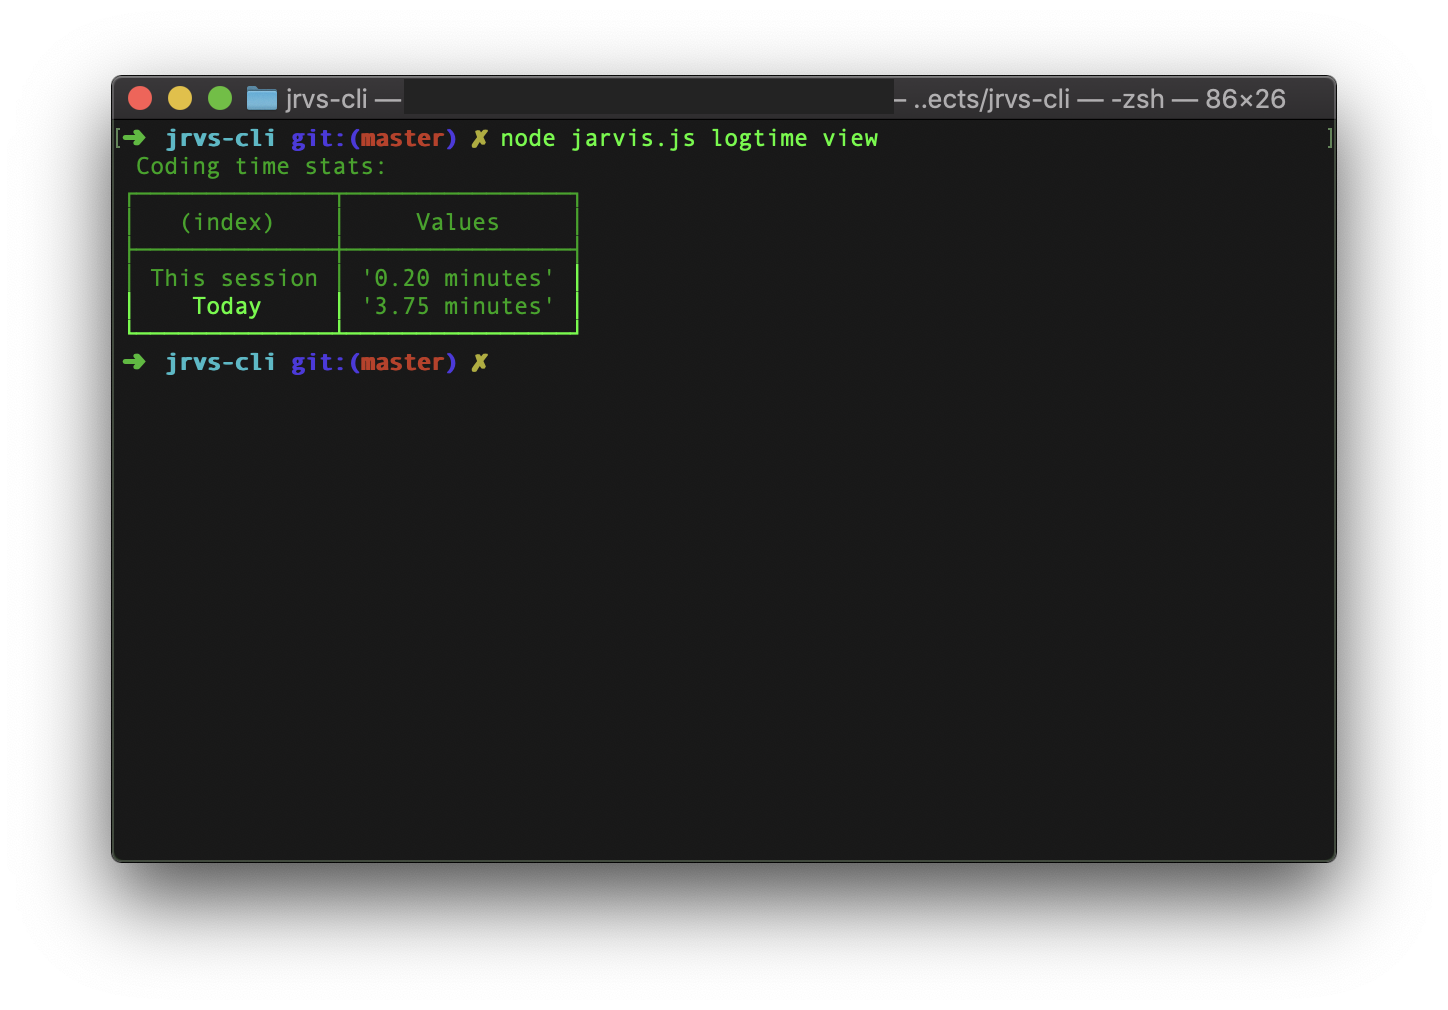 jrvs-cli — — ..ects/jrvs-cli — -zsh — 86×26
[➜ jrvs-cli git:(master) ✗ node jarvis.js logtime view ]
Coding time stats:
(index) Values
This session '0.20 minutes'
Today '3.75 minutes'
➜ jrvs-cli git:(master) ✗